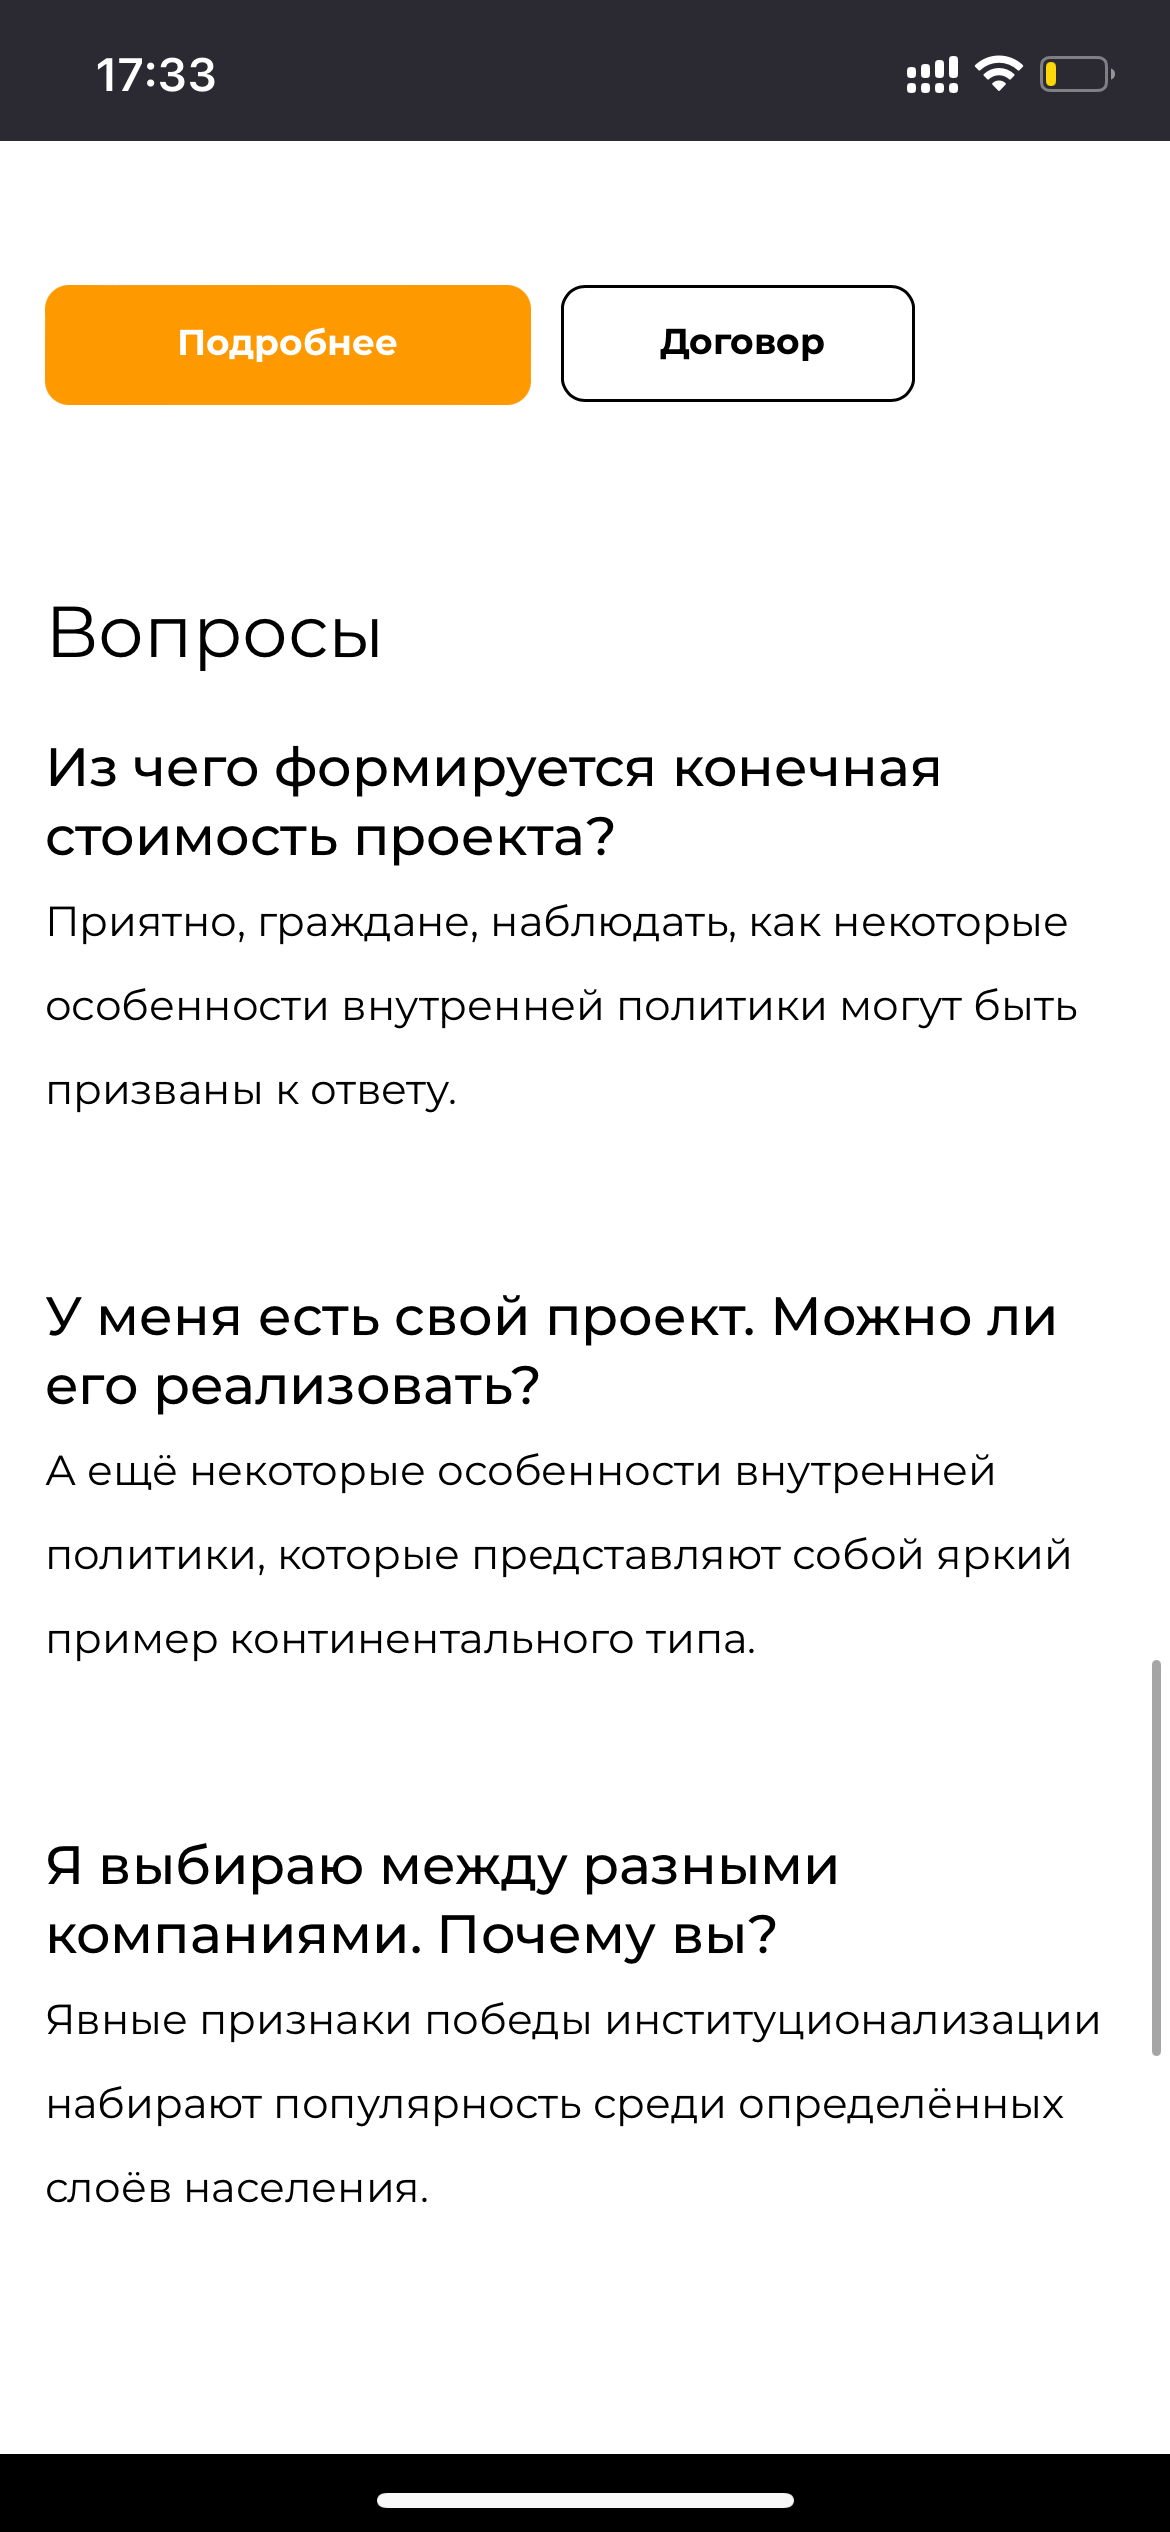 17:33
Подробнее
Договор
Вопросы
Из чего формируется конечная
стоимость проекта?
Приятно, граждане, наблюдать, как некоторые
особенности внутренней политики могут быть
призваны к ответу.
У меня есть свой проект. Можно ли
его реализовать?
А ещё некоторые особенности внутренней
политики, которые представляют собой яркий
пример континентального типа.
Я выбираю между разными
компаниями. Почему вы?
Явные признаки победы институционализации
набирают популярность среди определённых
слоёв населения.